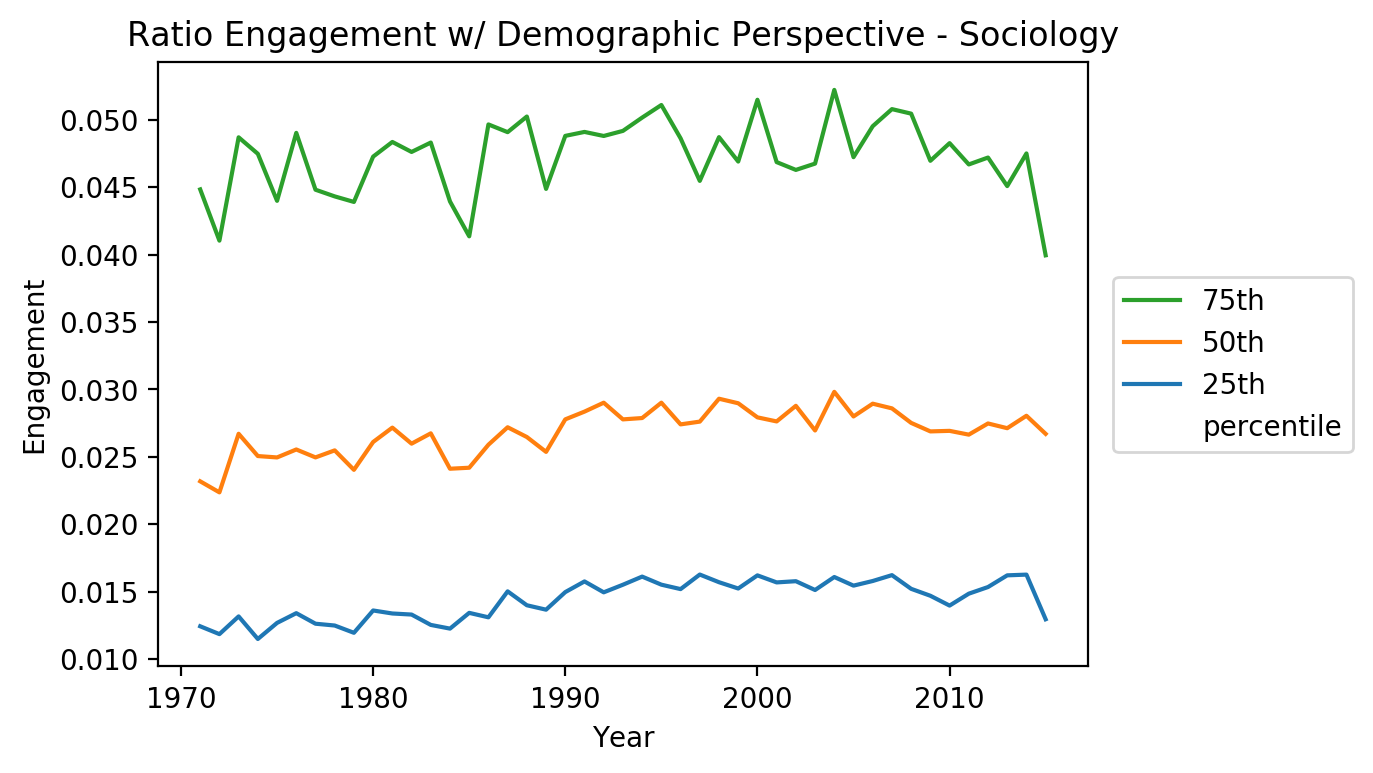 Ratio Engagement w/ Demographic Perspective - Sociology
Engagement
0.050
0.045
0.040
0.035
0.030
0.025
0.020
0.015
0.010
1970 1980 1990 2000 2010
Year
75th
50th
25th
percentile